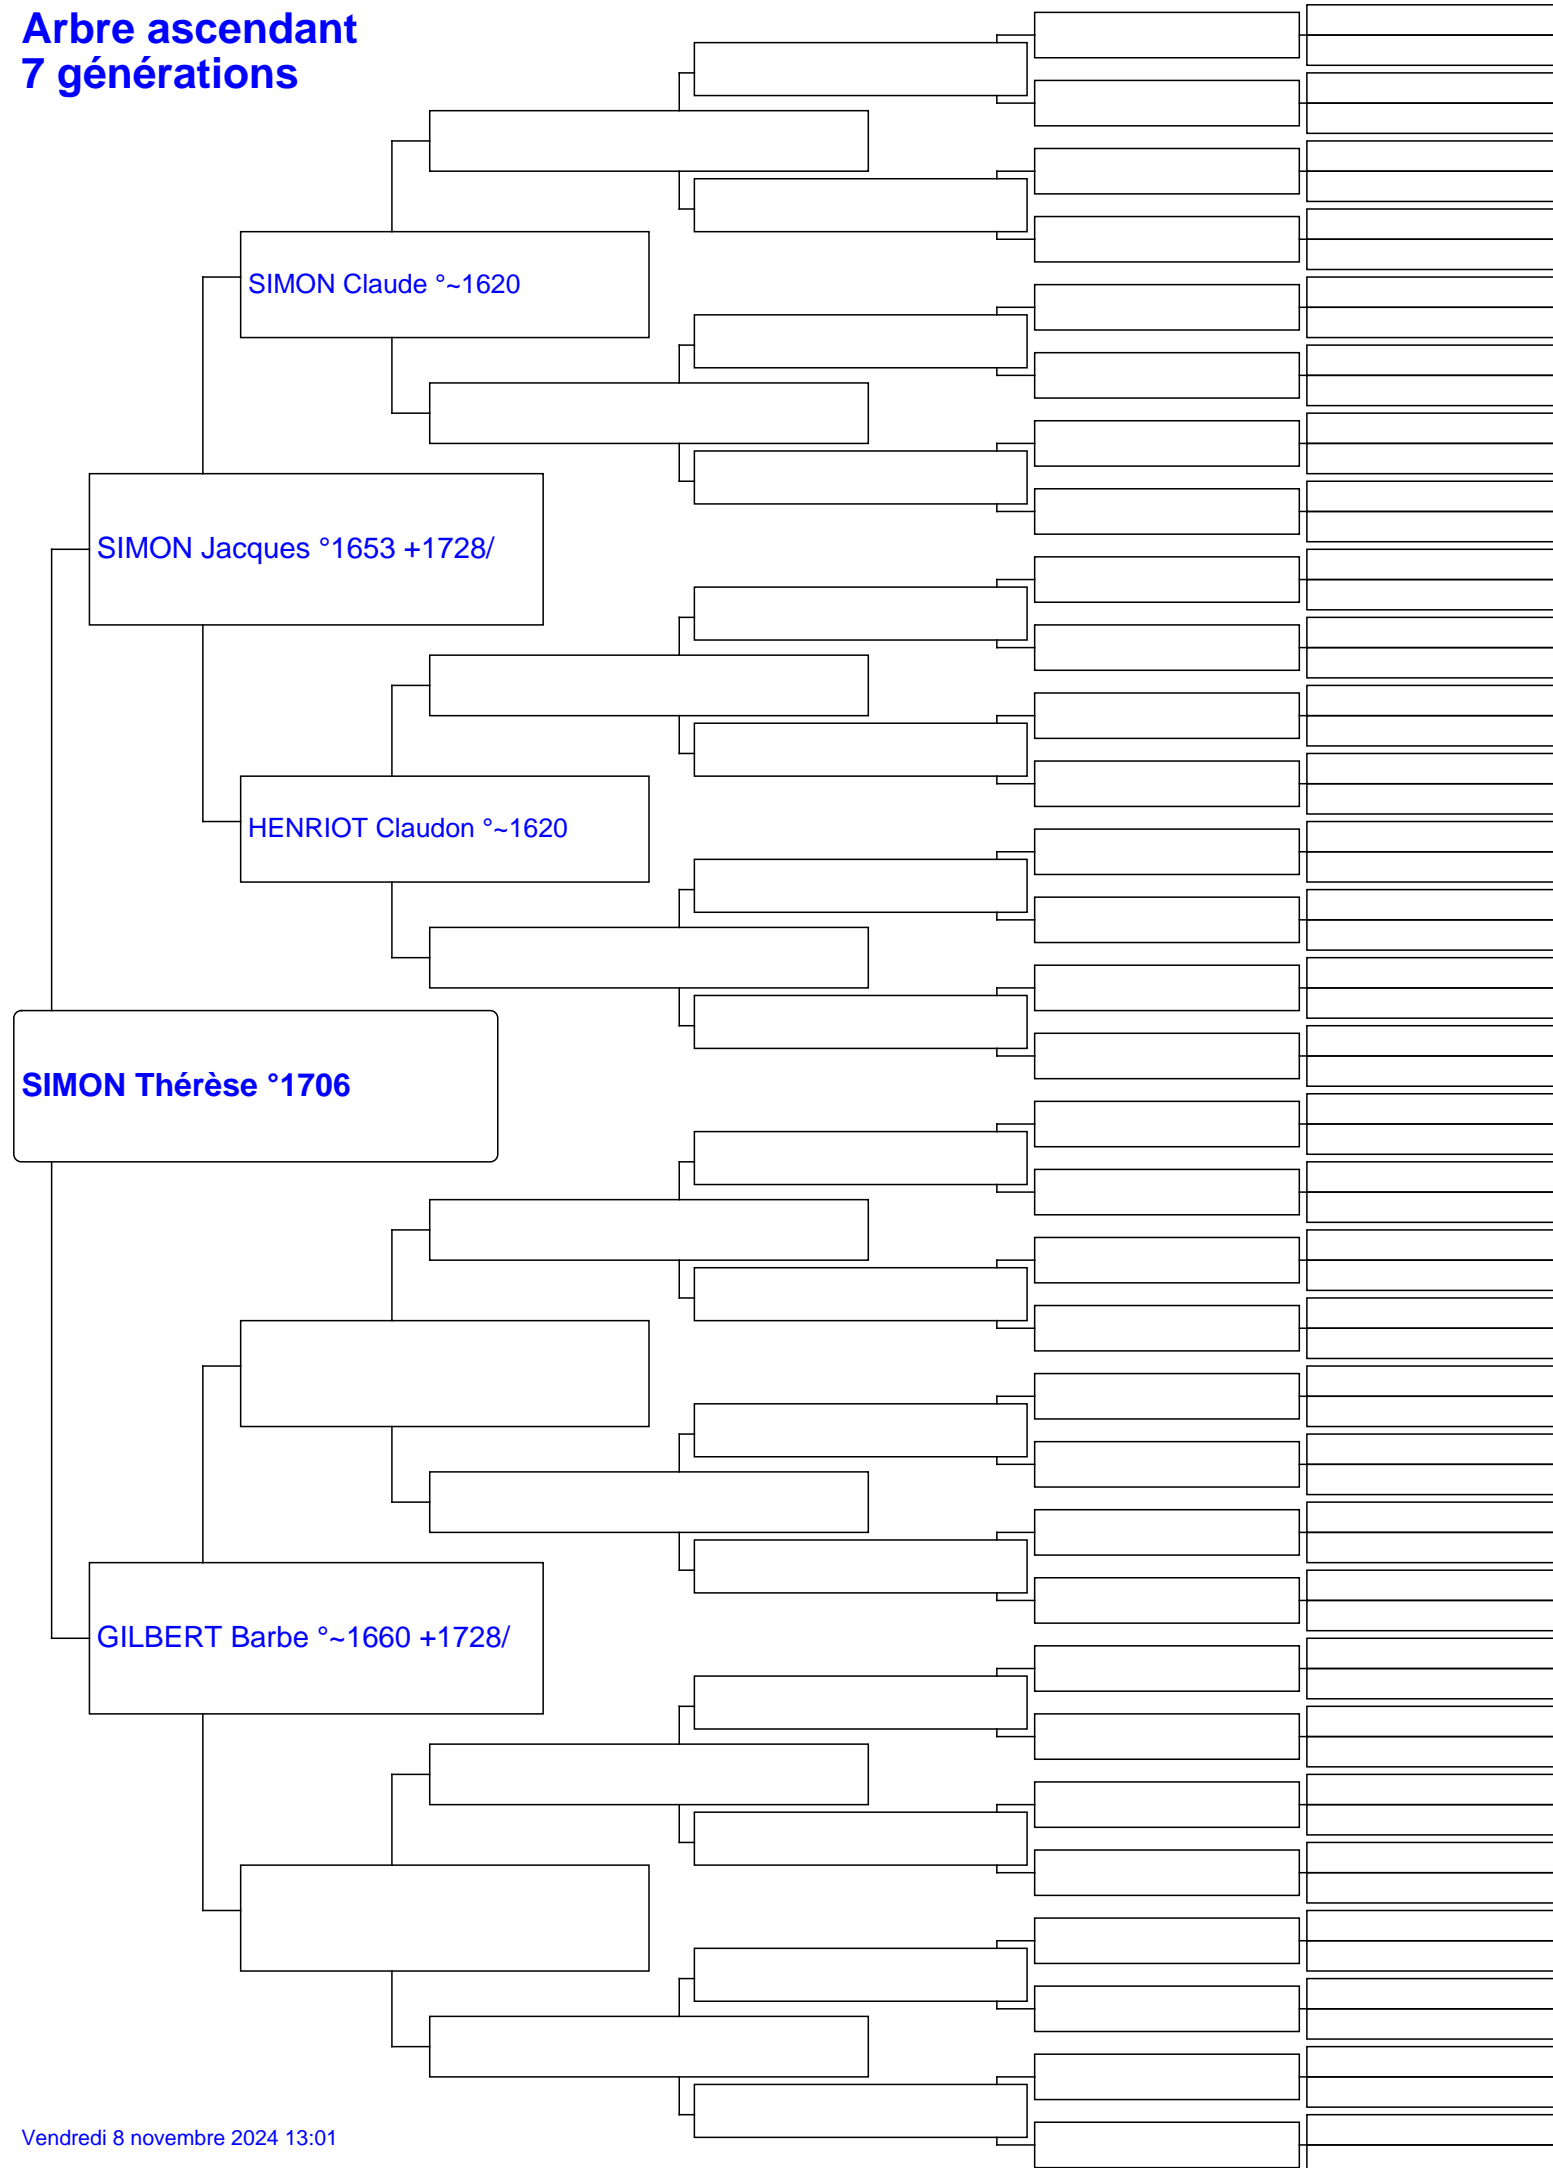 Arbre ascendant
7 générations
SIMON Claude °~1620
SIMON Jacques °1653 +1728/
HENRIOT Claudon °~1620
SIMON Thérèse °1706
GILBERT Barbe °~1660 +1728/
Vendredi 8 novembre 2024 13:01